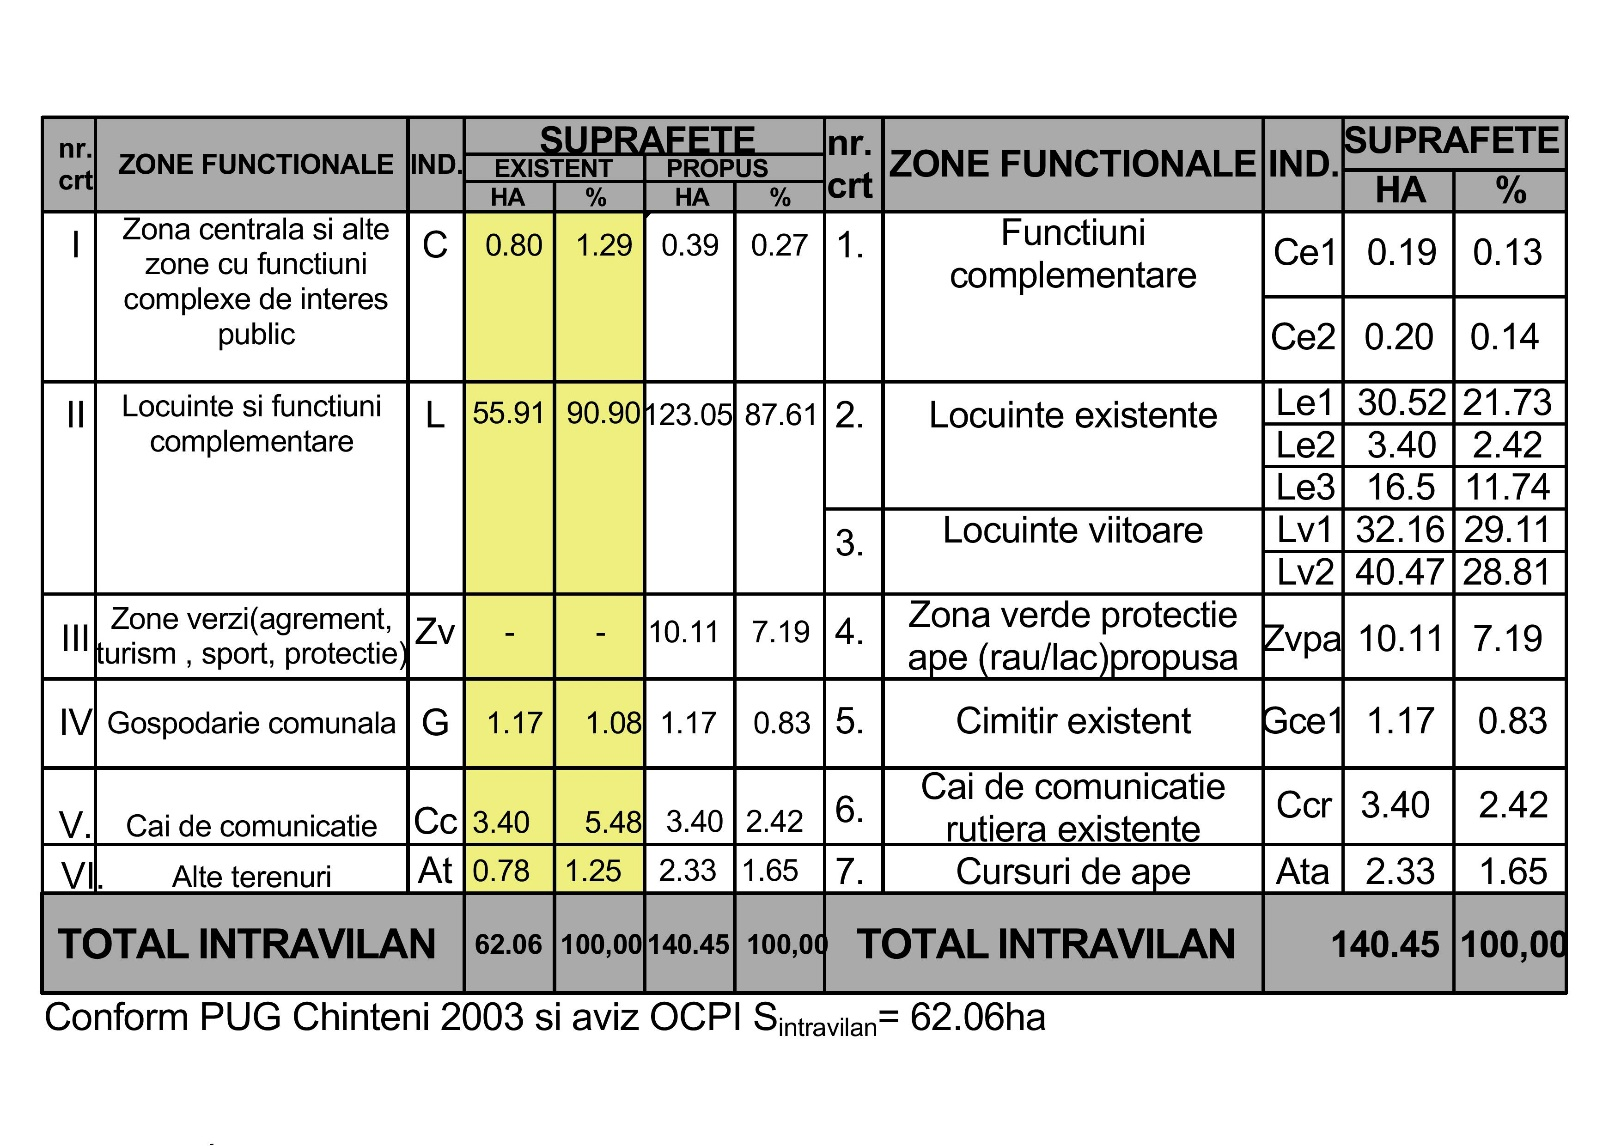 nr. crt ZONE FUNCTIONALE IND. SUPRAFETE nr. crt ZONE FUNCTIONALE IND. SUPRAFETE
EXISTENT PROPUS
HA % HA % HA %
I Zona centrala si alte zone cu functiuni complexe de interes public C 0.80 1.29 0.39 0.27 1. Functiuni complementare Ce1 0.19 0.13
Ce2 0.20 0.14
II Locuinte si functiuni complementare L 55.91 90.90 123.05 87.61 2. Locuinte existente Le1 30.52 21.73
Le2 3.40 2.42
Le3 16.5 11.74
3. Locuinte viitoare Lv1 32.16 29.11
Lv2 40.47 28.81
III Zone verzi(agrement, turism , sport, protectie) Zv - - 10.11 7.19 4. Zona verde protectie ape (rau/lac)propusa Zvpa 10.11 7.19
IV Gospodarie comunala G 1.17 1.08 1.17 0.83 5. Cimitir existent Gce1 1.17 0.83
V. Cai de comunicatie Cc 3.40 5.48 3.40 2.42 6. Cai de comunicatie rutiera existente Ccr 3.40 2.42
VI. Alte terenuri At 0.78 1.25 2.33 1.65 7. Cursuri de ape Ata 2.33 1.65
TOTAL INTRAVILAN 62.06 100,00 140.45 100,00 TOTAL INTRAVILAN 140.45 100,00
Conform PUG Chinteni 2003 si aviz OCPI Sintravilan= 62.06ha